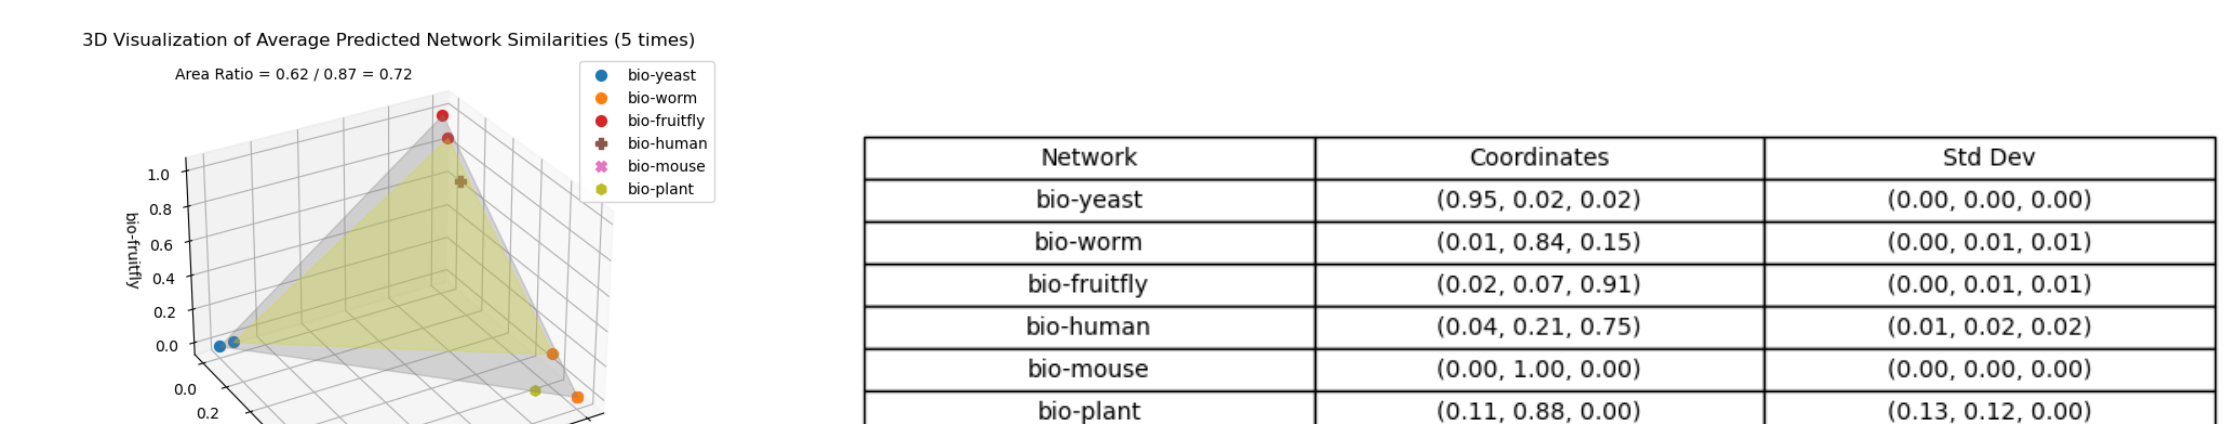 3D Visualization of Average Predicted Network Similarities (5 times)
Area Ratio = 0.62 / 0.87 = 0.72
bio-yeast
bio-worm
bio-fruitfly
bio-human
bio-mouse
bio-plant
1.0
0.8
0.6
0.4
0.2
0.0
bio-fruitfly
0.0
0.2
Network Coordinates Std Dev
bio-yeast (0.95, 0.02, 0.02) (0.00, 0.00, 0.00)
bio-worm (0.01, 0.84, 0.15) (0.00, 0.01, 0.01)
bio-fruitfly (0.02, 0.07, 0.91) (0.00, 0.01, 0.01)
bio-human (0.04, 0.21, 0.75) (0.01, 0.02, 0.02)
bio-mouse (0.00, 1.00, 0.00) (0.00, 0.00, 0.00)
bio-plant (0.11, 0.88, 0.00) (0.13, 0.12, 0.00)